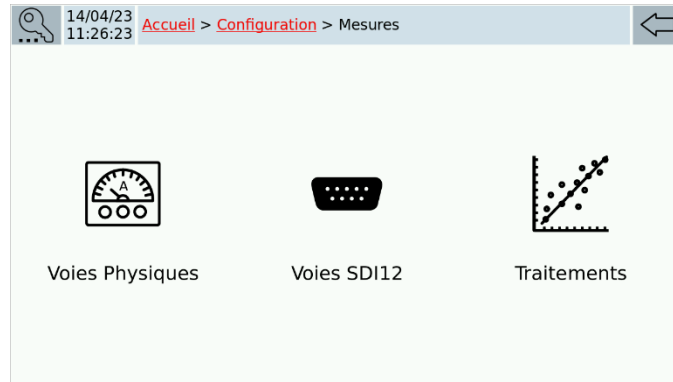 14/04/23
11:26:23
Accueil > Configuration > Mesures
A
Voies Physiques
Voies SDI12
Traitements